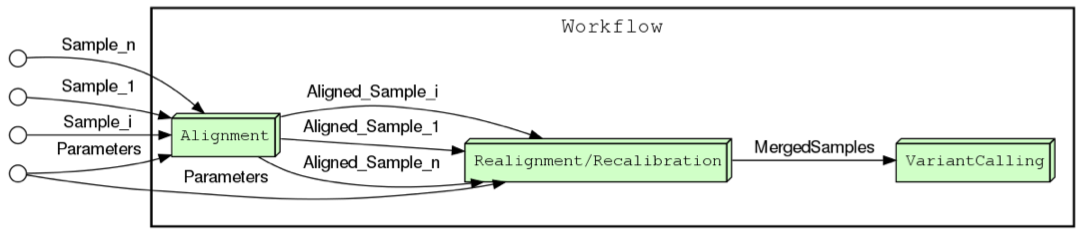 Workflow
Sample_n
Sample_1
Sample_i
Parameters
Alignment
Aligned_Sample_i
Aligned_Sample_1
Aligned_Sample_n
Parameters
Realignment/Recalibration
MergedSamples
VariantCalling